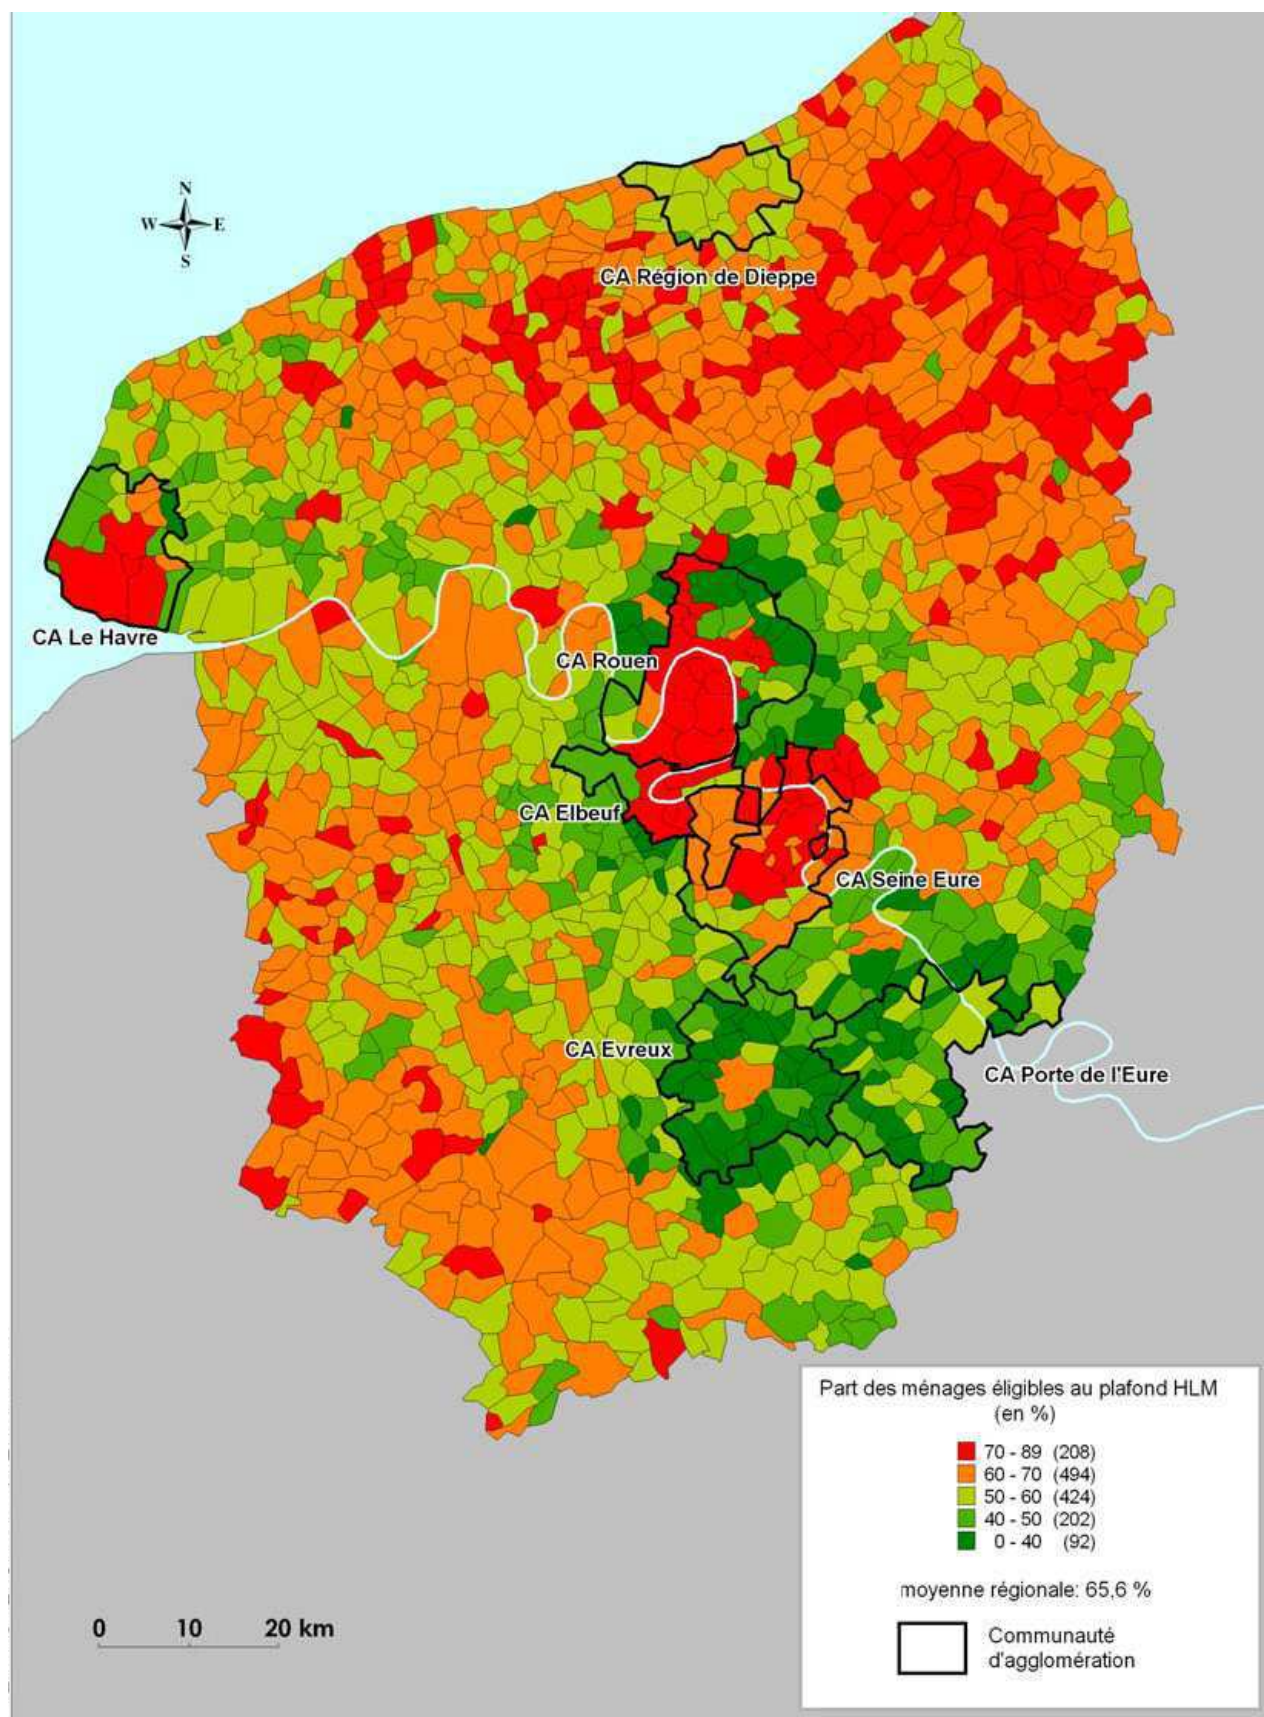 N
W E
S
CA Région de Dieppe
CA Le Havre
CA Rouen
CA Elbeuf
CA Seine Eure
CA Evreux
CA Porte de l'Eure
Part des ménages éligibles au plafond HLM
(en %)
70 - 89 (208)
60 - 70 (494)
50 - 60 (424)
40 - 50 (202)
0 - 40 (92)
moyenne régionale: 65,6 %
Communauté
d'agglomération
0 10 20 km